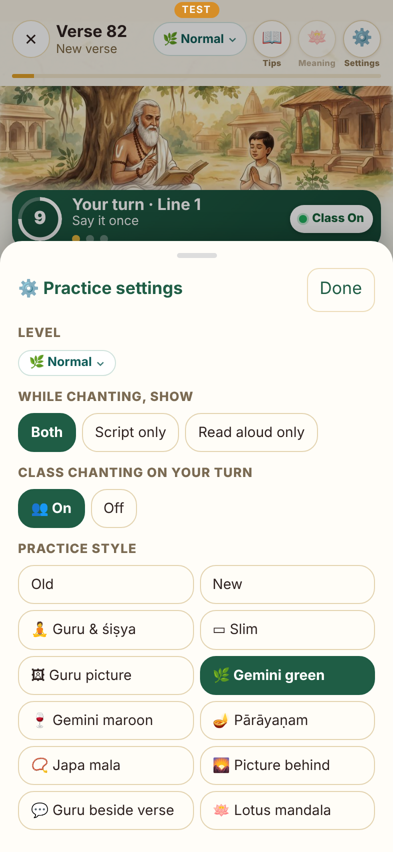 TEST
Verse 82
New verse
Normal
Tips
Meaning
Settings
9
Your turn · Line 1
Say it once
Class On
Practice settings
Done
LEVEL
Normal
WHILE CHANTING, SHOW
Both
Script only
Read aloud only
CLASS CHANTING ON YOUR TURN
On
Off
PRACTICE STYLE
Old
New
Guru & śiṣya
Slim
Guru picture
Gemini green
Gemini maroon
Pārāyaṇam
Japa mala
Picture behind
Guru beside verse
Lotus mandala